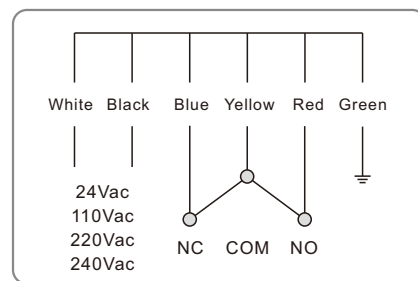 White Black Blue Yellow Red Green
24Vac
110Vac
220Vac
240Vac
NC COM NO